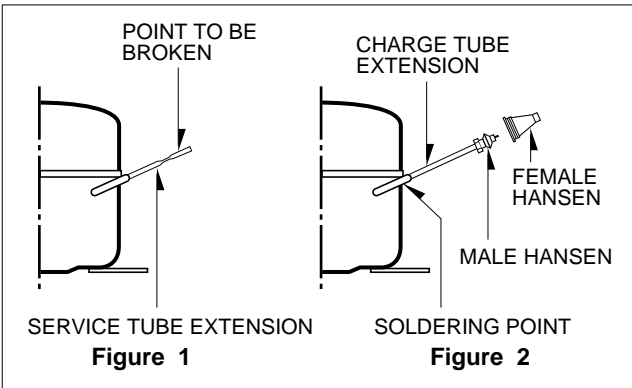 POINT TO BE
BROKEN
SERVICE TUBE EXTENSION
Figure 1
CHARGE TUBE
EXTENSION
FEMALE
HANSEN
MALE HANSEN
SOLDERING POINT
Figure 2